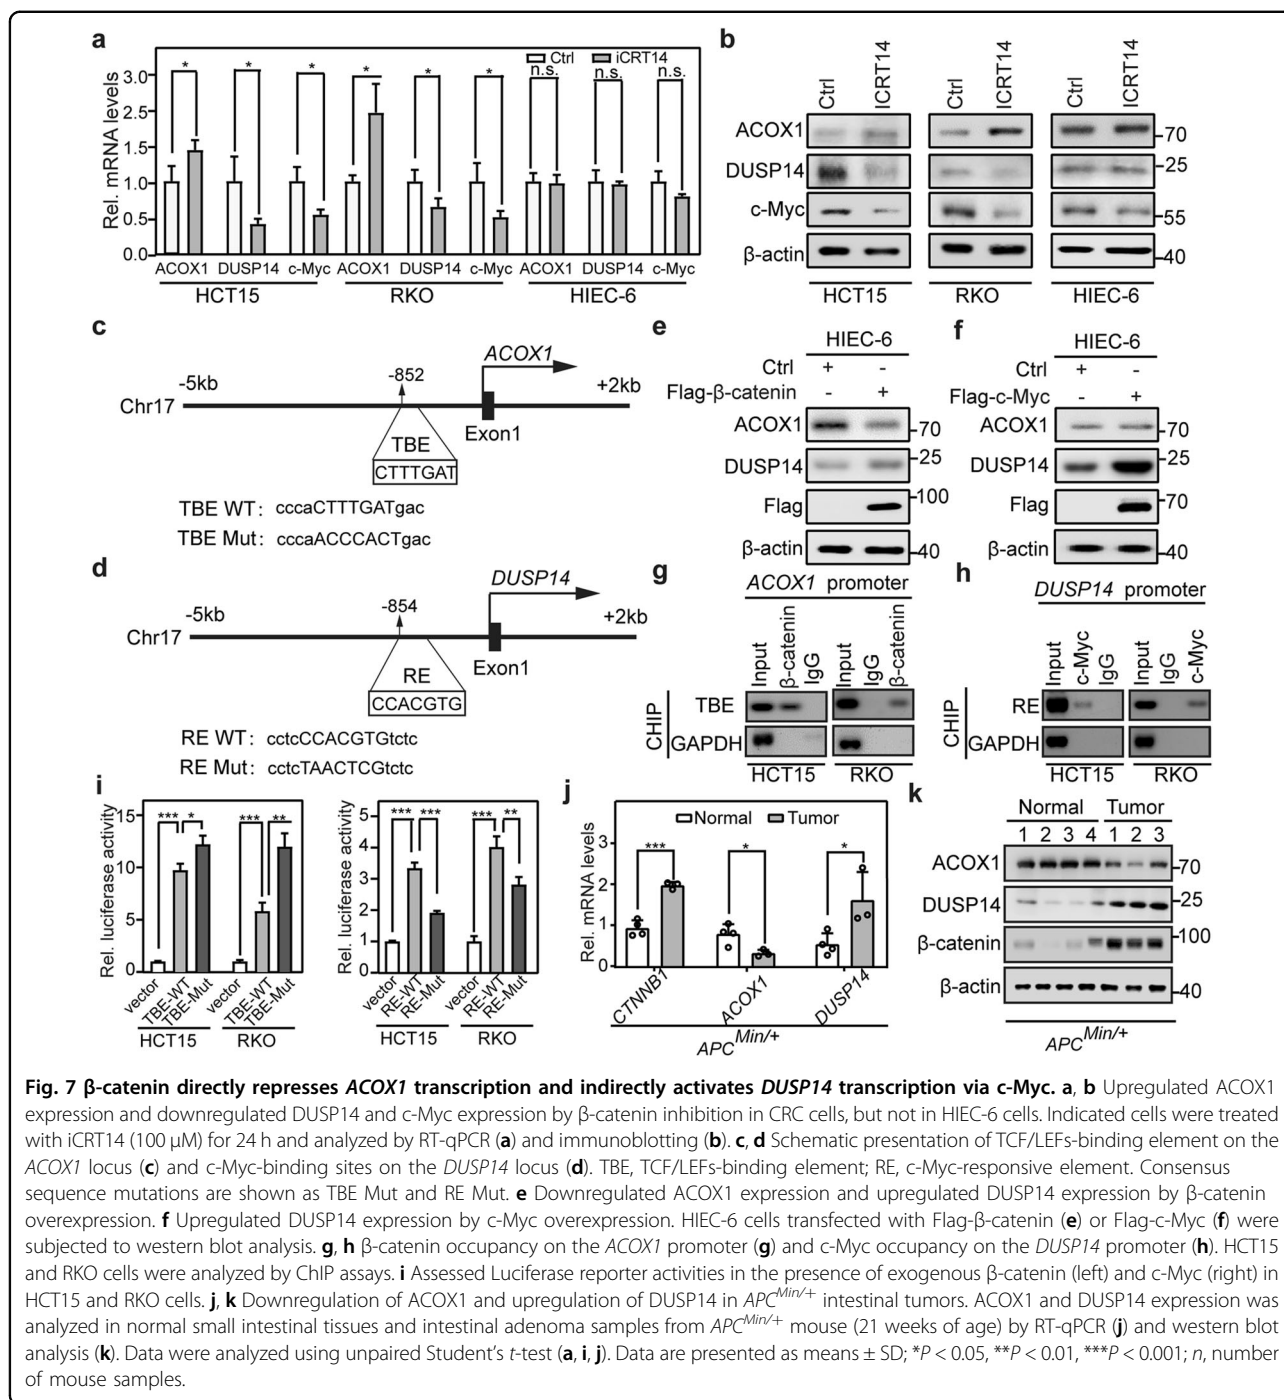 a
Ctrl iCRT14
Rel. mRNA levels
3.0
2.5
1.5
1.0
0.5
0.0
* * * * * * n.s. n.s. n.s.
ACOX1 DUSP14 c-Myc ACOX1 DUSP14 c-Myc ACOX1 DUSP14 c-Myc
HCT15 RKO HIEC-6
b
Ctrl ICRT14 Ctrl ICRT14 Ctrl ICRT14
ACOX1 70
DUSP14 25
c-Myc 55
β-actin 40
HCT15 RKO HIEC-6
c
ACOX1
-5kb -852 +2kb
Chr17
Exon1
TBE
CTTTGAT
TBE WT: cccaCTTTGATgac
TBE Mut: cccaACCCACTgac
d
DUSP14
-5kb -854 +2kb
Chr17
Exon1
RE
CCACGTG
RE WT: cctcCCACGTGtctc
RE Mut: cctcTAACTCGtctc
e
HIEC-6
Ctrl + -
Flag-β-catenin - +
ACOX1 70
DUSP14 25
Flag 100
β-actin 40
f
HIEC-6
Ctrl + -
Flag-c-Myc - +
ACOX1 70
DUSP14 25
Flag 70
β-actin 40
g
ACOX1 promoter
Input β-catenin IgG Input IgG β-catenin
CHIP
TBE
GAPDH
HCT15 RKO
h
DUSP14 promoter
Input c-Myc IgG Input IgG c-Myc
CHIP
RE
GAPDH
HCT15 RKO
i
Rel. luciferase activity
15
10
5
0
*** * *** **
vector TBE-WT TBE-Mut vector TBE-WT TBE-Mut
HCT15 RKO
Rel. luciferase activity
5
4
3
2
1
0
*** *** *** **
vector RE-WT RE-Mut vector RE-WT RE-Mut
HCT15 RKO
j
Normal Tumor
Rel. mRNA levels
3
2
1
0
*** * *
CTNNB1 ACOX1 DUSP14
APC^Min/+
k
Normal Tumor
1 2 3 4 1 2 3
ACOX1 70
DUSP14 25
β-catenin 100
β-actin 40
APC^Min/+
Fig. 7 β-catenin directly represses ACOX1 transcription and indirectly activates DUSP14 transcription via c-Myc. a, b Upregulated ACOX1
expression and downregulated DUSP14 and c-Myc expression by β-catenin inhibition in CRC cells, but not in HIEC-6 cells. Indicated cells were treated
with iCRT14 (100 μM) for 24 h and analyzed by RT-qPCR (a) and immunoblotting (b). c, d Schematic presentation of TCF/LEFs-binding element on the
ACOX1 locus (c) and c-Myc-binding sites on the DUSP14 locus (d). TBE, TCF/LEFs-binding element; RE, c-Myc-responsive element. Consensus
sequence mutations are shown as TBE Mut and RE Mut. e Downregulated ACOX1 expression and upregulated DUSP14 expression by β-catenin
overexpression. f Upregulated DUSP14 expression by c-Myc overexpression. HIEC-6 cells transfected with Flag-β-catenin (e) or Flag-c-Myc (f) were
subjected to western blot analysis. g, h β-catenin occupancy on the ACOX1 promoter (g) and c-Myc occupancy on the DUSP14 promoter (h). HCT15
and RKO cells were analyzed by ChIP assays. i Assessed Luciferase reporter activities in the presence of exogenous β-catenin (left) and c-Myc (right) in
HCT15 and RKO cells. j, k Downregulation of ACOX1 and upregulation of DUSP14 in APC^Min/+ intestinal tumors. ACOX1 and DUSP14 expression was
analyzed in normal small intestinal tissues and intestinal adenoma samples from APC^Min/+ mouse (21 weeks of age) by RT-qPCR (j) and western blot
analysis (k). Data were analyzed using unpaired Student's t-test (a, i, j). Data are presented as means ± SD; *P < 0.05, **P < 0.01, ***P < 0.001; n, number
of mouse samples.